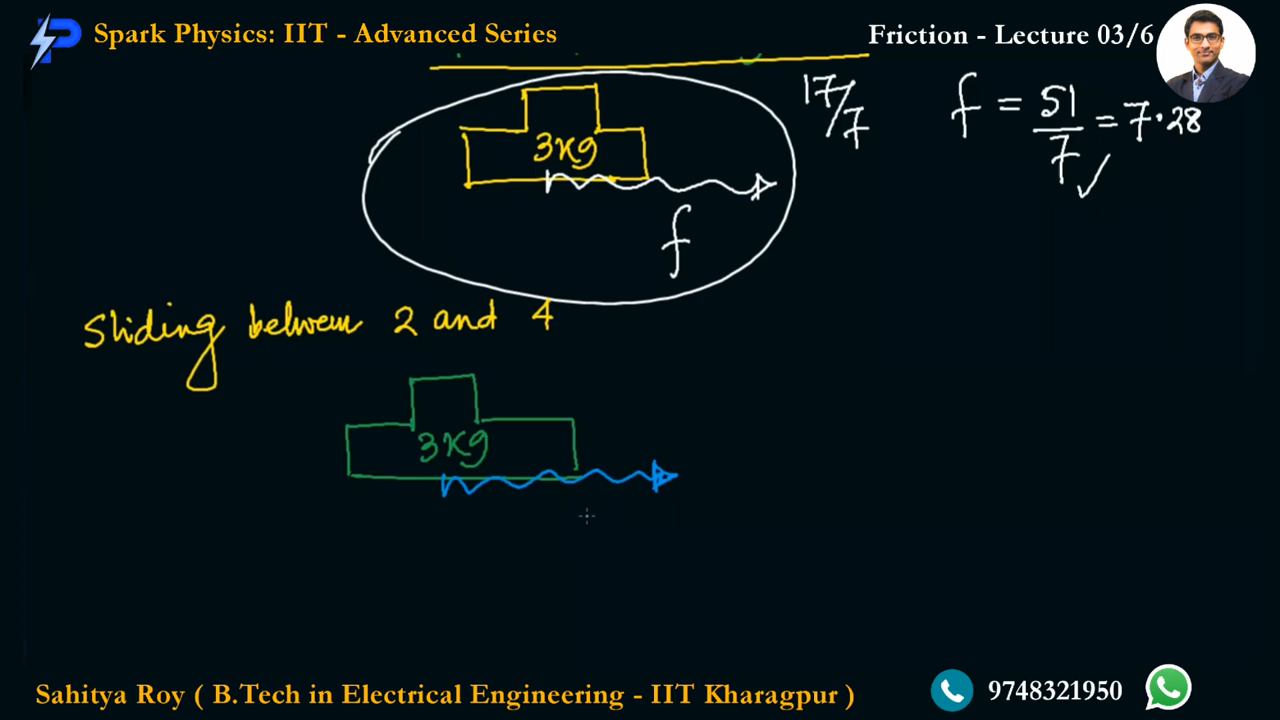 Spark Physics: IIT - Advanced Series
Friction - Lecture 03/6
3kg
f
17/7
f = 51/7 = 7.28
Sliding between 2 and 4
3kg
Sahitya Roy ( B.Tech in Electrical Engineering - IIT Kharagpur )
9748321950